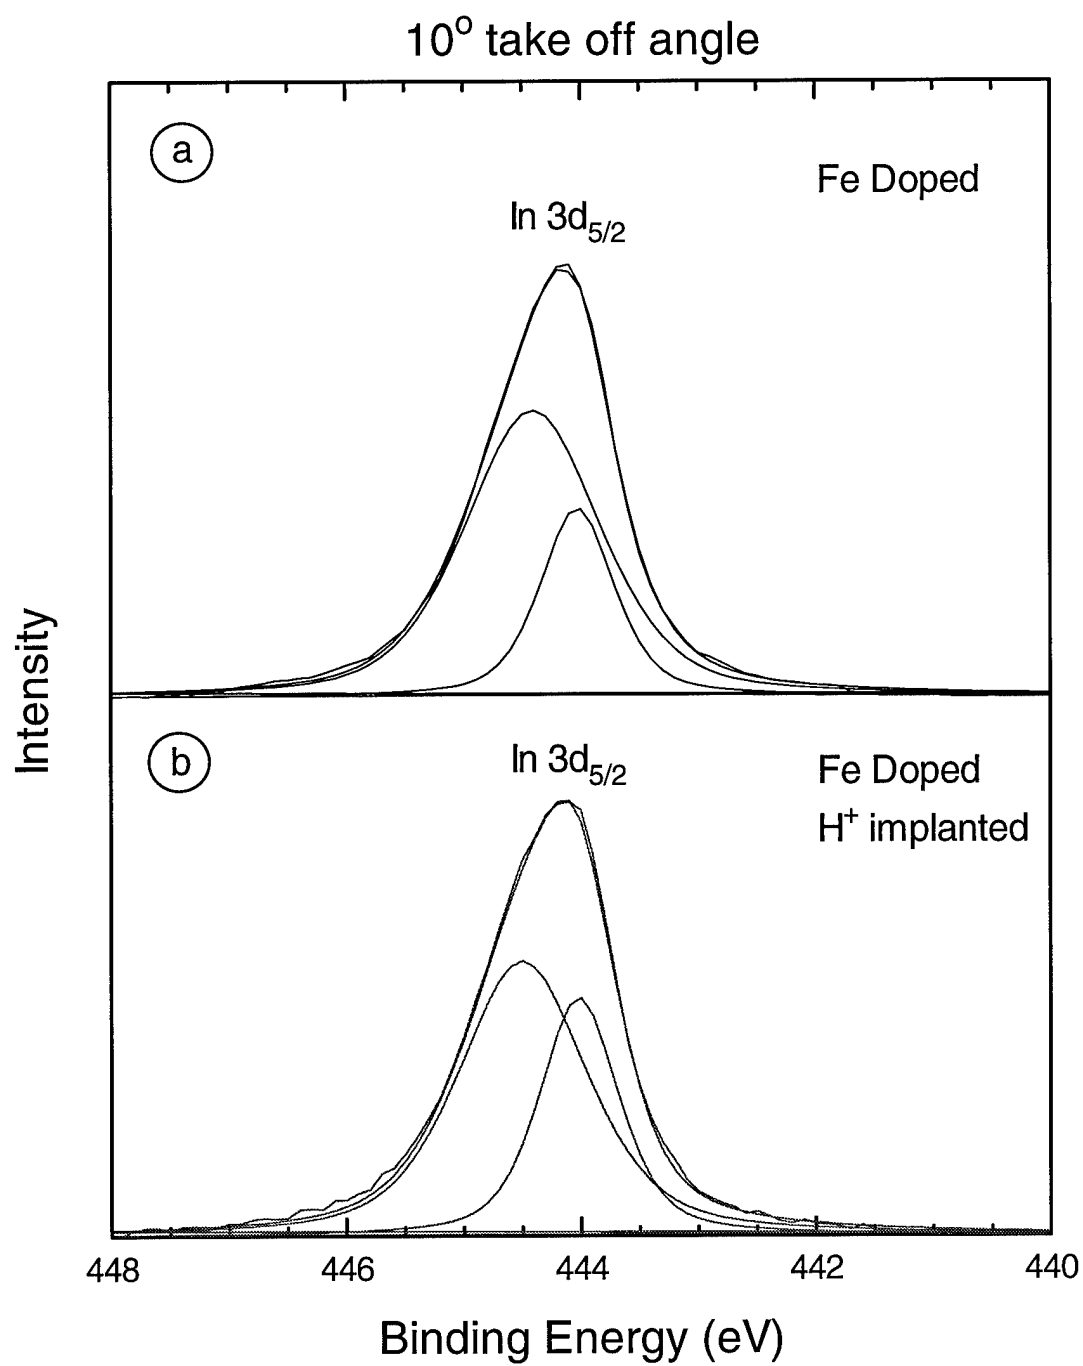 10° take off angle
a
Fe Doped
In 3d5/2
Intensity
b
In 3d5/2
Fe Doped
H+ implanted
448 446 444 442 440
Binding Energy (eV)